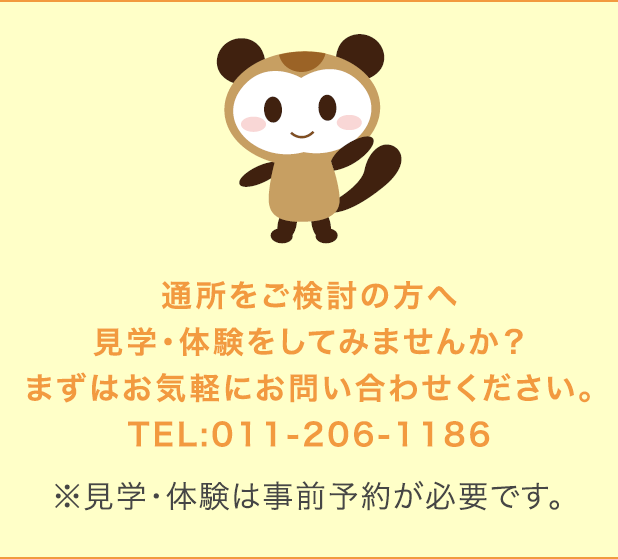 通所をご検討の方へ
見学・体験をしてみませんか？
まずはお気軽にお問い合わせください。
TEL:011-206-1186
※見学・体験は事前予約が必要です。